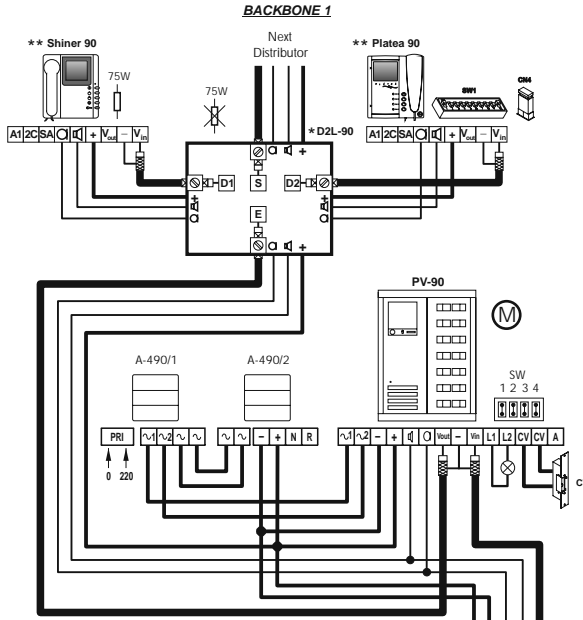 BACKBONE 1
Next
Distributor
** Shiner 90
** Platea 90
75W
75W
SW1
CN4
*D2L-90
A1 2C SA + Vout – Vin
A1 2C SA + Vout – Vin
D1 S D2
+ +
E
+
+
PV-90
M
A-490/1 A-490/2
SW
1 2 3 4
PRI ~1 ~2 ~ ~ ~ ~ – + N R ~1 ~2 – + Vout – Vin L1 L2 CV CV A
0 220
C